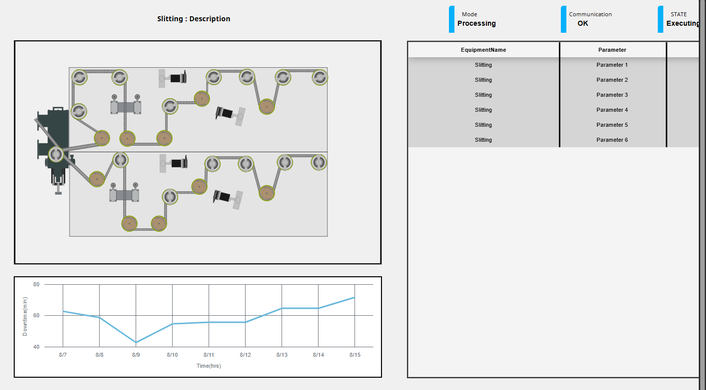 Slitting : Description
Mode
Processing
Communication
OK
STATE
Executing
EquipmentName Parameter
Slitting Parameter 1
Slitting Parameter 2
Slitting Parameter 3
Slitting Parameter 4
Slitting Parameter 5
Slitting Parameter 6
Downtime(min)
80
60
40
8/7 8/8 8/9 8/10 8/11 8/12 8/13 8/14 8/15
Time(hrs)